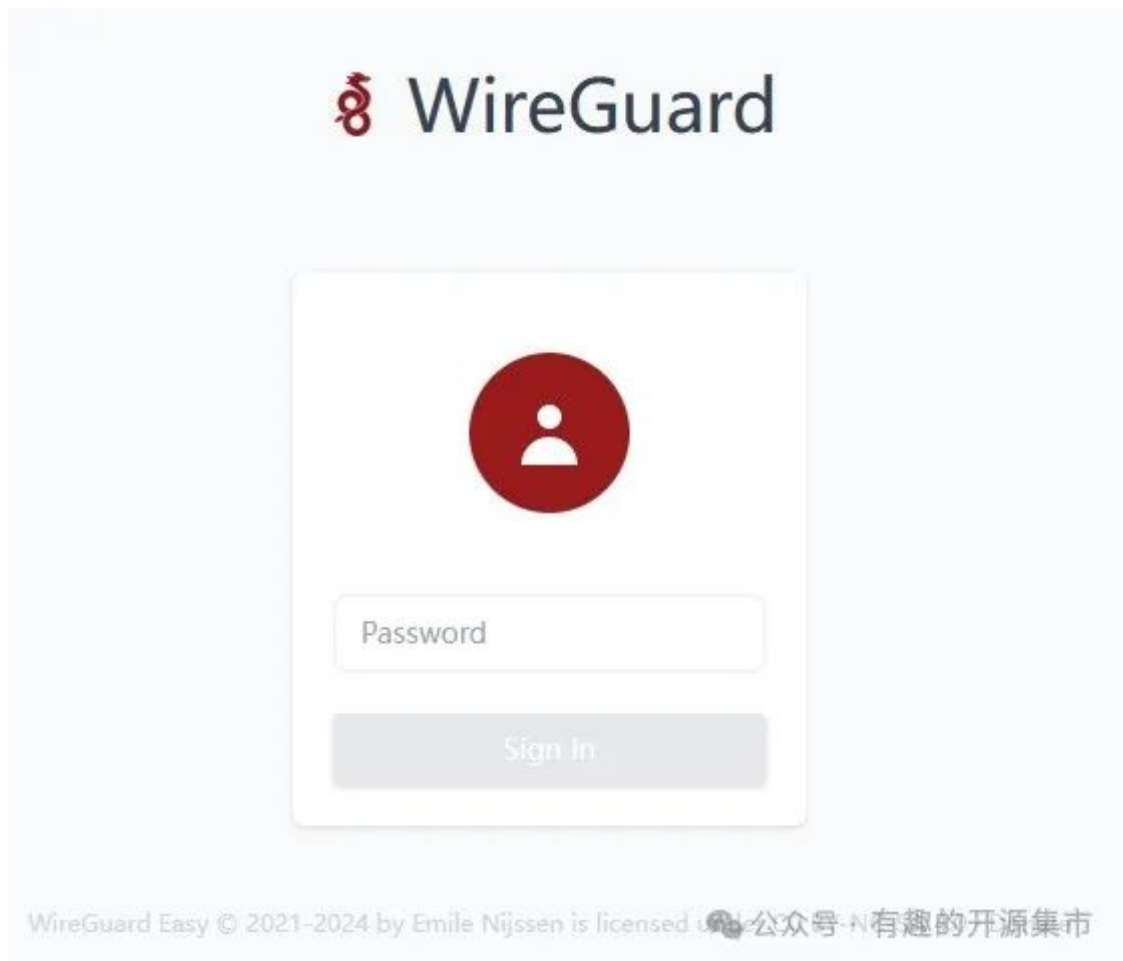 WireGuard
Password
Sign In
WireGuard Easy © 2021-2024 by Emile Nijssen is licensed
公众号 · 有趣的开源集市